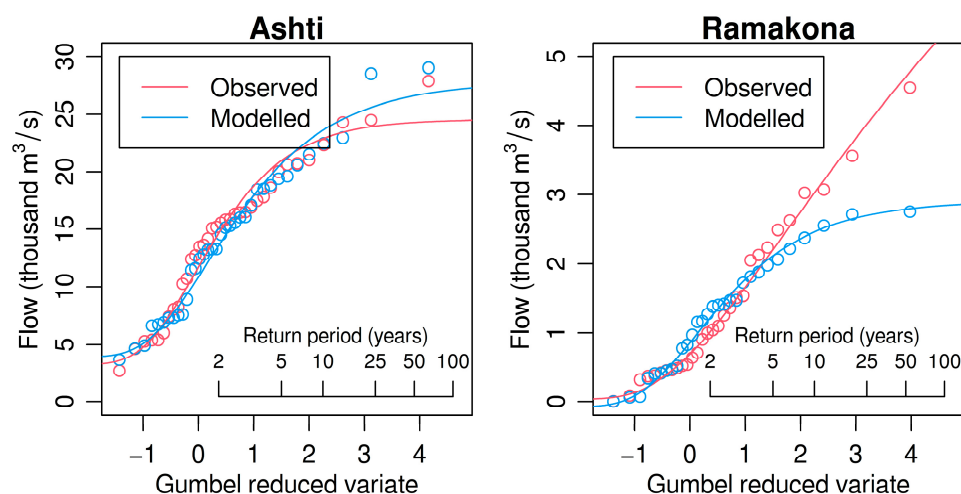 Ashti
Flow (thousand m³/s)
30
25
20
15
10
5
0
Observed
Modelled
Return period (years)
2 5 10 25 50 100
−1 0 1 2 3 4
Gumbel reduced variate
Ramakona
Flow (thousand m³/s)
5
4
3
2
1
0
Observed
Modelled
Return period (years)
2 5 10 25 50 100
−1 0 1 2 3 4
Gumbel reduced variate